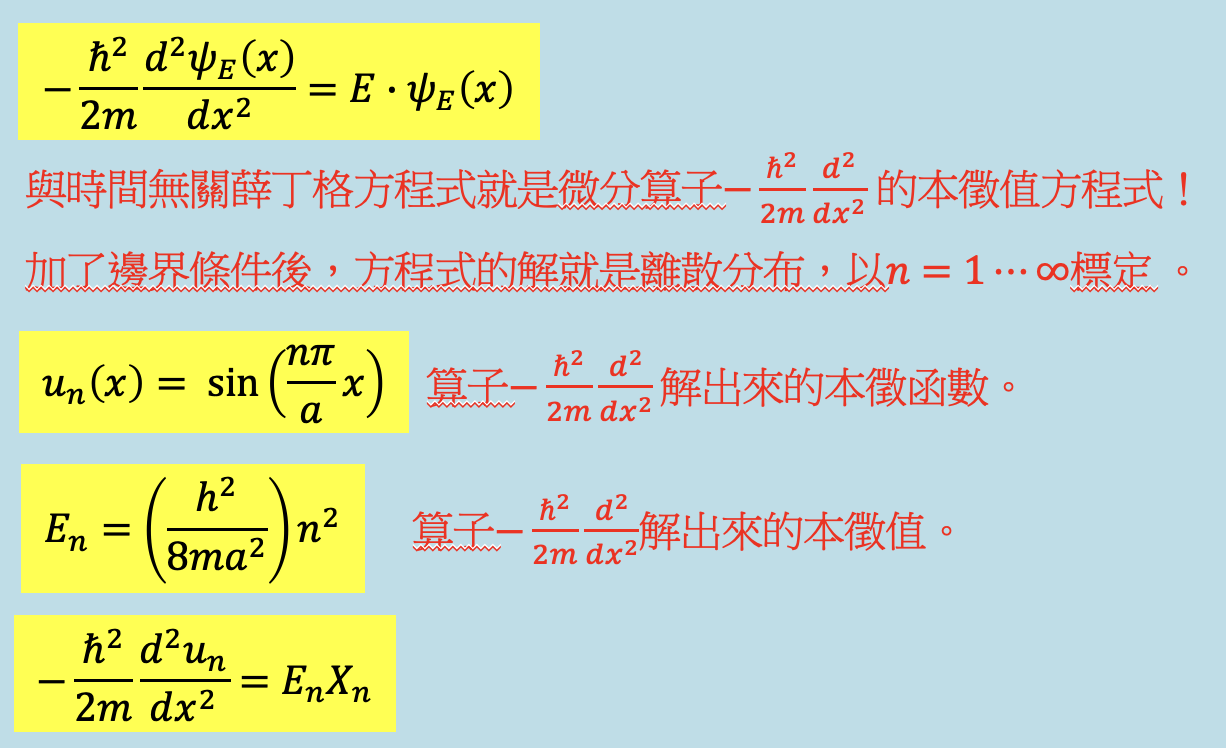 −ℏ²/2m d²ψ_E(x)/dx² = E · ψ_E(x)
與時間無關薛丁格方程式就是微分算子−ℏ²/2m d²/dx² 的本徵值方程式！
加了邊界條件後，方程式的解就是離散分布，以n = 1 ⋯ ∞標定 。
u_n(x) = sin(nπ/a x) 算子−ℏ²/2m d²/dx² 解出來的本徵函數。
E_n = (h²/8ma²)n² 算子−ℏ²/2m d²/dx²解出來的本徵值。
−ℏ²/2m d²u_n/dx² = E_nX_n